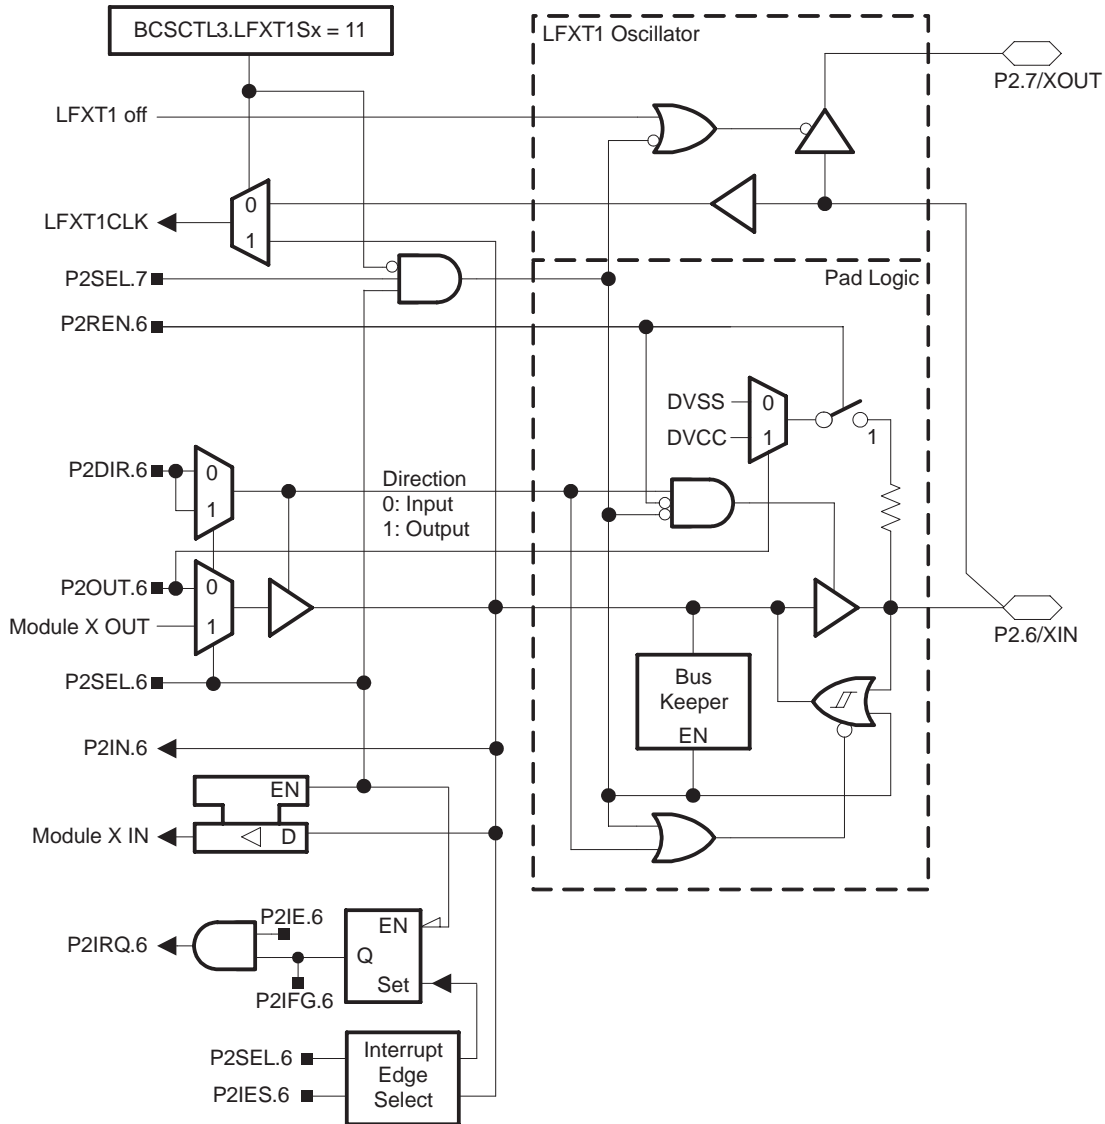 BCSCTL3.LFXT1Sx = 11
LFXT1 Oscillator
P2.7/XOUT
LFXT1 off
0
LFXT1CLK
1
P2SEL.7
Pad Logic
P2REN.6
DVSS
0
DVCC
1
1
P2DIR.6
0
1
Direction
0: Input
1: Output
P2OUT.6
0
Module X OUT
1
P2.6/XIN
P2SEL.6
Bus
Keeper
EN
P2IN.6
EN
Module X IN
D
P2IE.6
EN
P2IRQ.6
Q
Set
P2IFG.6
P2SEL.6
P2IES.6
Interrupt
Edge
Select